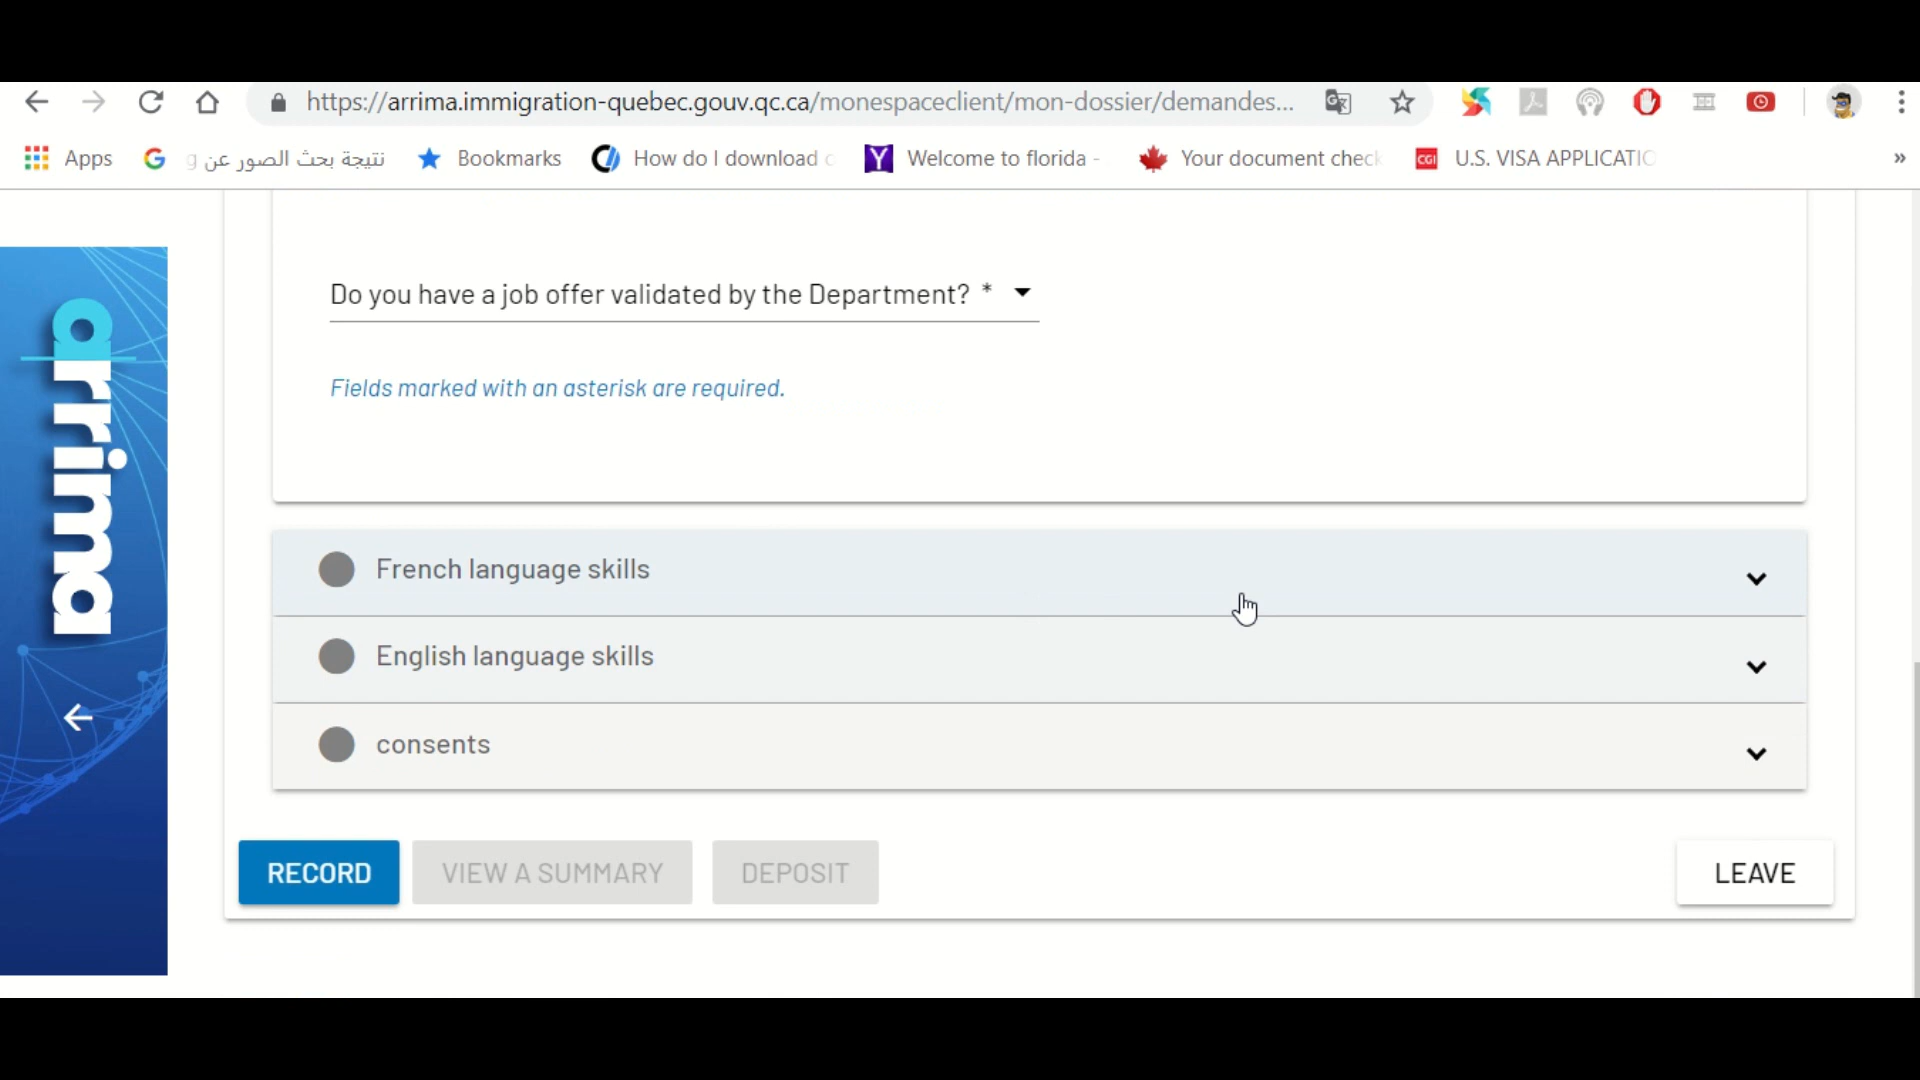 https://arrima.immigration-quebec.gouv.qc.ca/monespaceclient/mon-dossier/demandes...
Apps
نتيجة بحث الصور عن g
Bookmarks
How do I download
Welcome to florida -
Your document check
CGI
U.S. VISA APPLICATIO
arrima
Do you have a job offer validated by the Department? *
Fields marked with an asterisk are required.
French language skills
English language skills
consents
RECORD
VIEW A SUMMARY
DEPOSIT
LEAVE